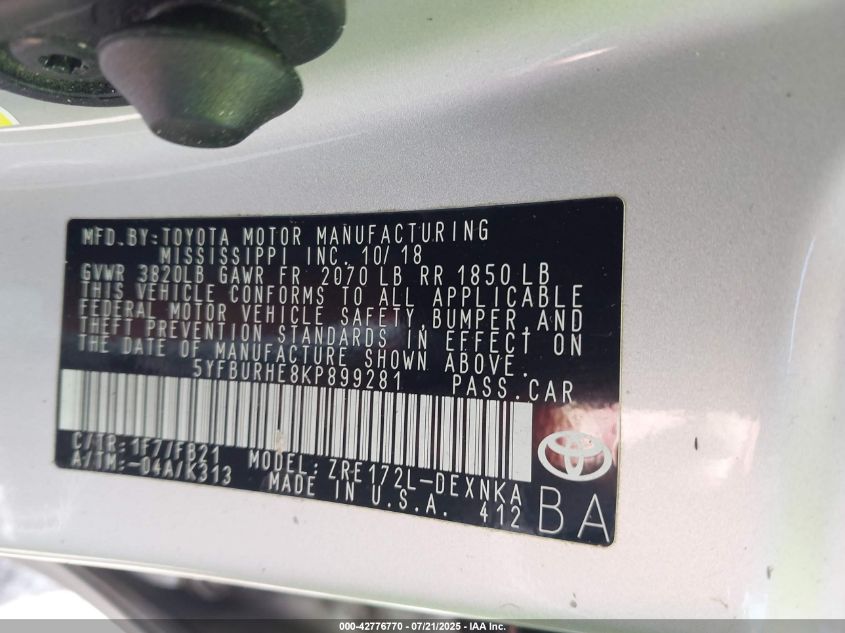 MFD.BY:TOYOTA MOTOR MANUFACTURING
MISSISSIPPI INC. 10/18
GVWR 3820LB GAWR FR 2070 LB RR 1850 LB
THIS VEHICLE CONFORMS TO ALL APPLICABLE
FEDERAL MOTOR VEHICLE SAFETY,BUMPER,AND
THEFT PREVENTION STANDARDS IN EFFECT ON
THE DATE OF MANUFACTURE SHOWN ABOVE.
5YFBURHE8KP899281 PASS.CAR
C/TR:1F7/FB21
A/TM:-04A/K313
MODEL:ZRE172L-DEXNKA
MADE IN U.S.A. 412
BA
000-42776770 - 07/21/2025 - IAA Inc.